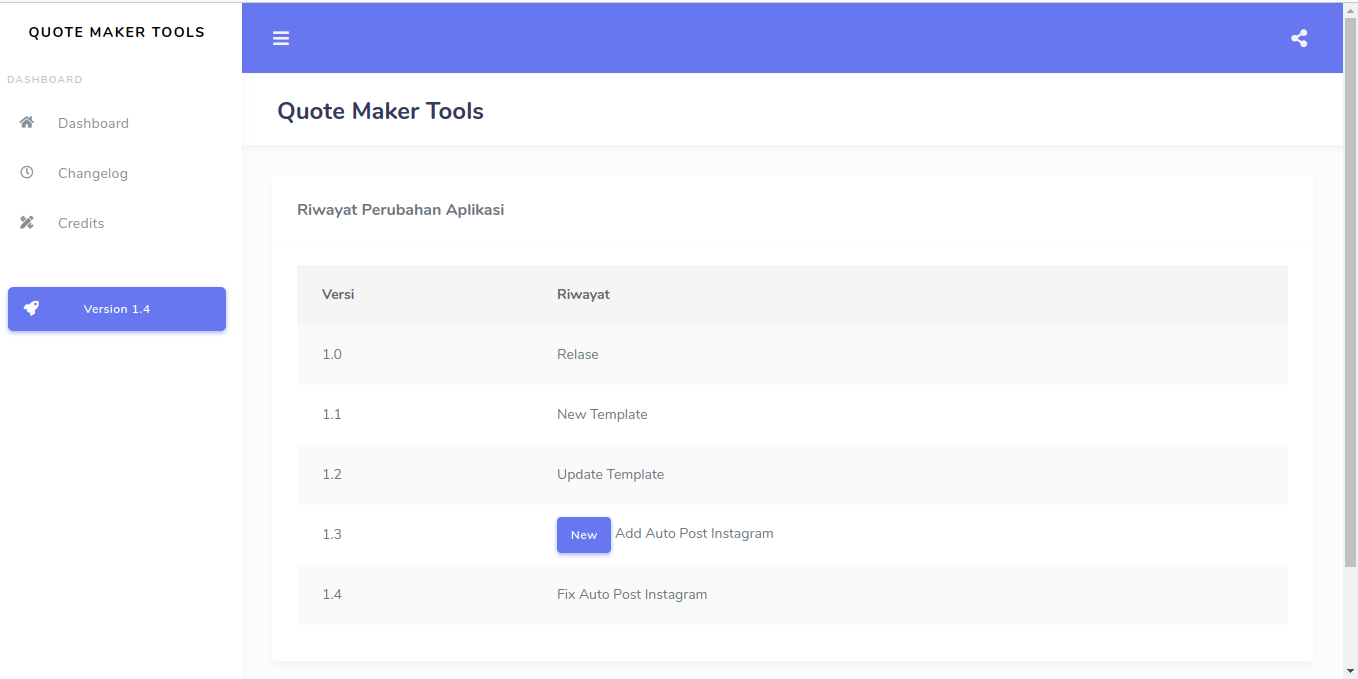 QUOTE MAKER TOOLS
DASHBOARD
Dashboard
Changelog
Credits
Version 1.4
Quote Maker Tools
Riwayat Perubahan Aplikasi
Versi Riwayat
1.0 Relase
1.1 New Template
1.2 Update Template
1.3 New Add Auto Post Instagram
1.4 Fix Auto Post Instagram